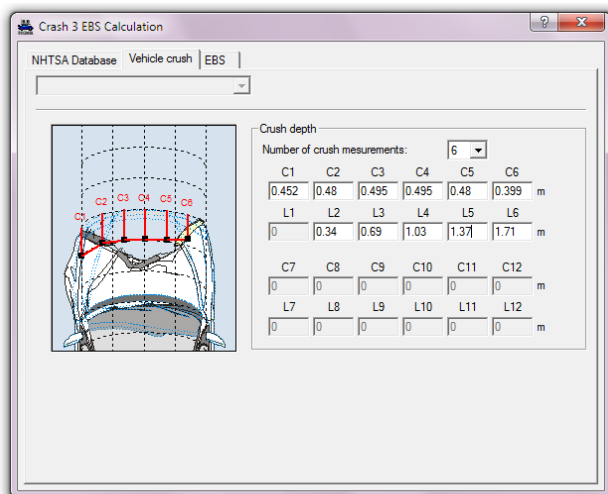 Crash 3 EBS Calculation
NHTSA Database Vehicle crush EBS
Crush depth
Number of crush mesurements: 6
C1 C2 C3 C4 C5 C6
0.452 0.48 0.495 0.495 0.48 0.399 m
L1 L2 L3 L4 L5 L6
0 0.34 0.69 1.03 1.37 1.71 m
C7 C8 C9 C10 C11 C12
0 0 0 0 0 0 m
L7 L8 L9 L10 L11 L12
0 0 0 0 0 0 m
C1 C2 C3 C4 C5 C6